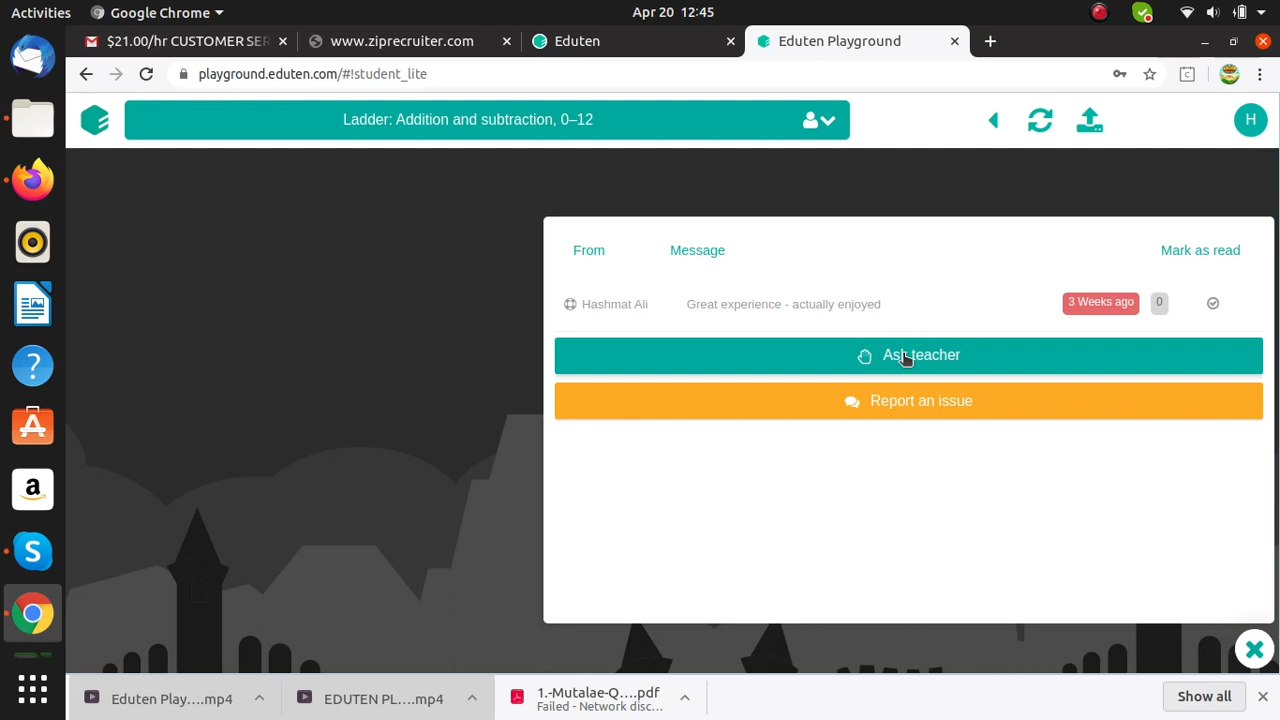 Activities
Google Chrome
Apr 20 12:45
$21.00/hr CUSTOMER SER
www.ziprecruiter.com
Eduten
Eduten Playground
playground.eduten.com/#!student_lite
Ladder: Addition and subtraction, 0–12
H
From
Message
Mark as read
Hashmat Ali
Great experience - actually enjoyed
3 Weeks ago
0
Ask teacher
Report an issue
Eduten Play....mp4
EDUTEN PL....mp4
1.-Mutalae-Q....pdf
Failed - Network disc...
Show all